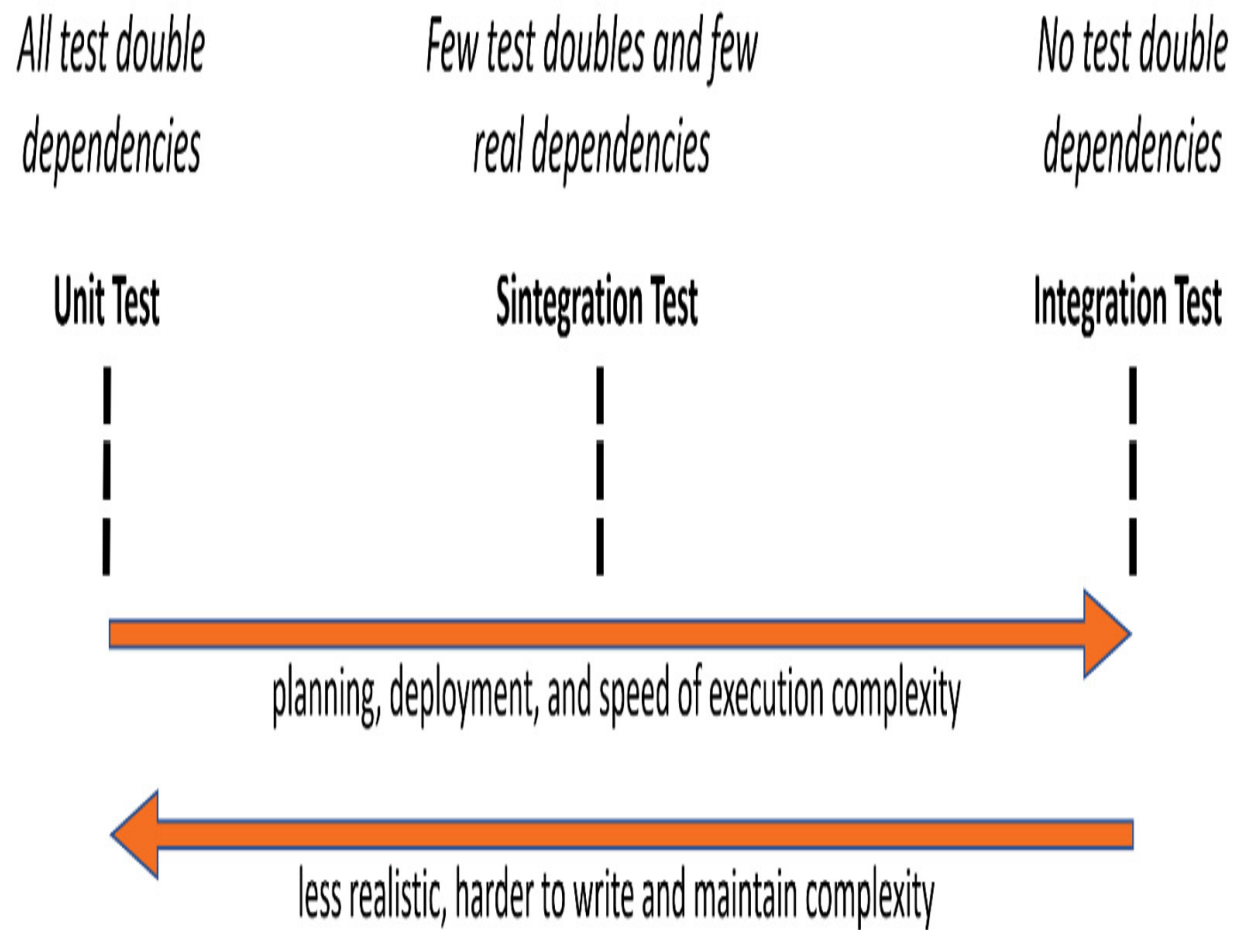 All test double
dependencies
Few test doubles and few
real dependencies
No test double
dependencies
Unit Test
Sintegration Test
Integration Test
planning, deployment, and speed of execution complexity
less realistic, harder to write and maintain complexity